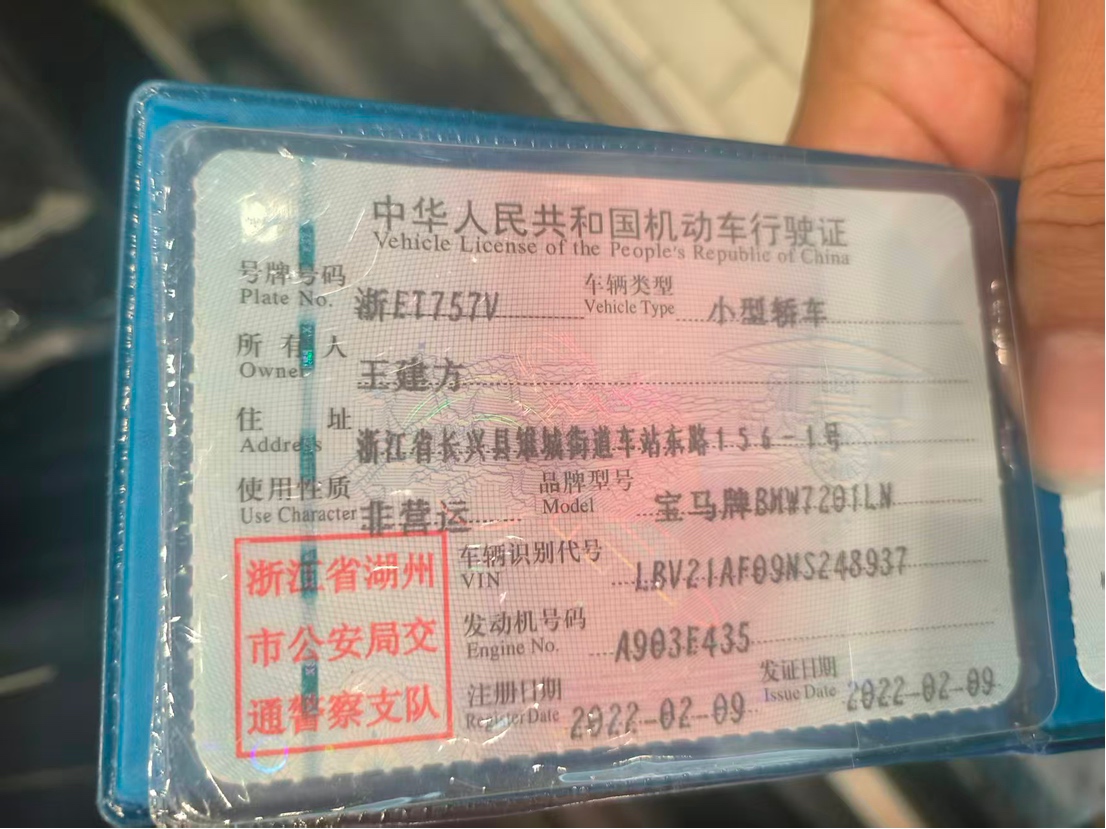 中华人民共和国机动车行驶证
Vehicle License of the People's Republic of China
号牌号码 浙ET757V 车辆类型 小型轿车
Plate No. Vehicle Type
所有人 王建方
Owner
住址 浙江省长兴县雉城街道车站东路156-1号
Address
使用性质 非营运 品牌型号 宝马牌BMW7201LN
Use Character Model
浙江省湖州
市公安局交
通警察支队
车辆识别代号 LBV21AF09NS248937
VIN
发动机号码 A903E435
Engine No.
注册日期 2022-02-09 发证日期 2022-02-09
Register Date Issue Date